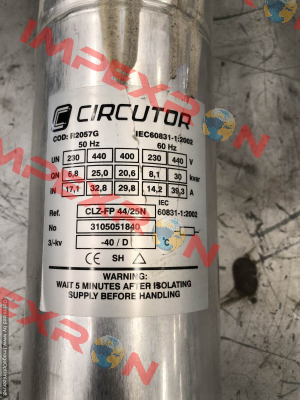 CIRCUTOR
COD: R2057G IEC60831-1:2002
50 Hz 60 Hz
UN 230 440 400 230 440 V
QN 6,8 25,0 20,6 8,1 30 kvar
IN 17,1 32,8 29,8 14,2 39,3 A
Ref. CLZ-FP 44/25N IEC 60831-1:2002
No 3105051840
3/-kv -40 / D °C
CE SH
WARNING:
WAIT 5 MINUTES AFTER ISOLATING
SUPPLY BEFORE HANDLING
IMPEXRON